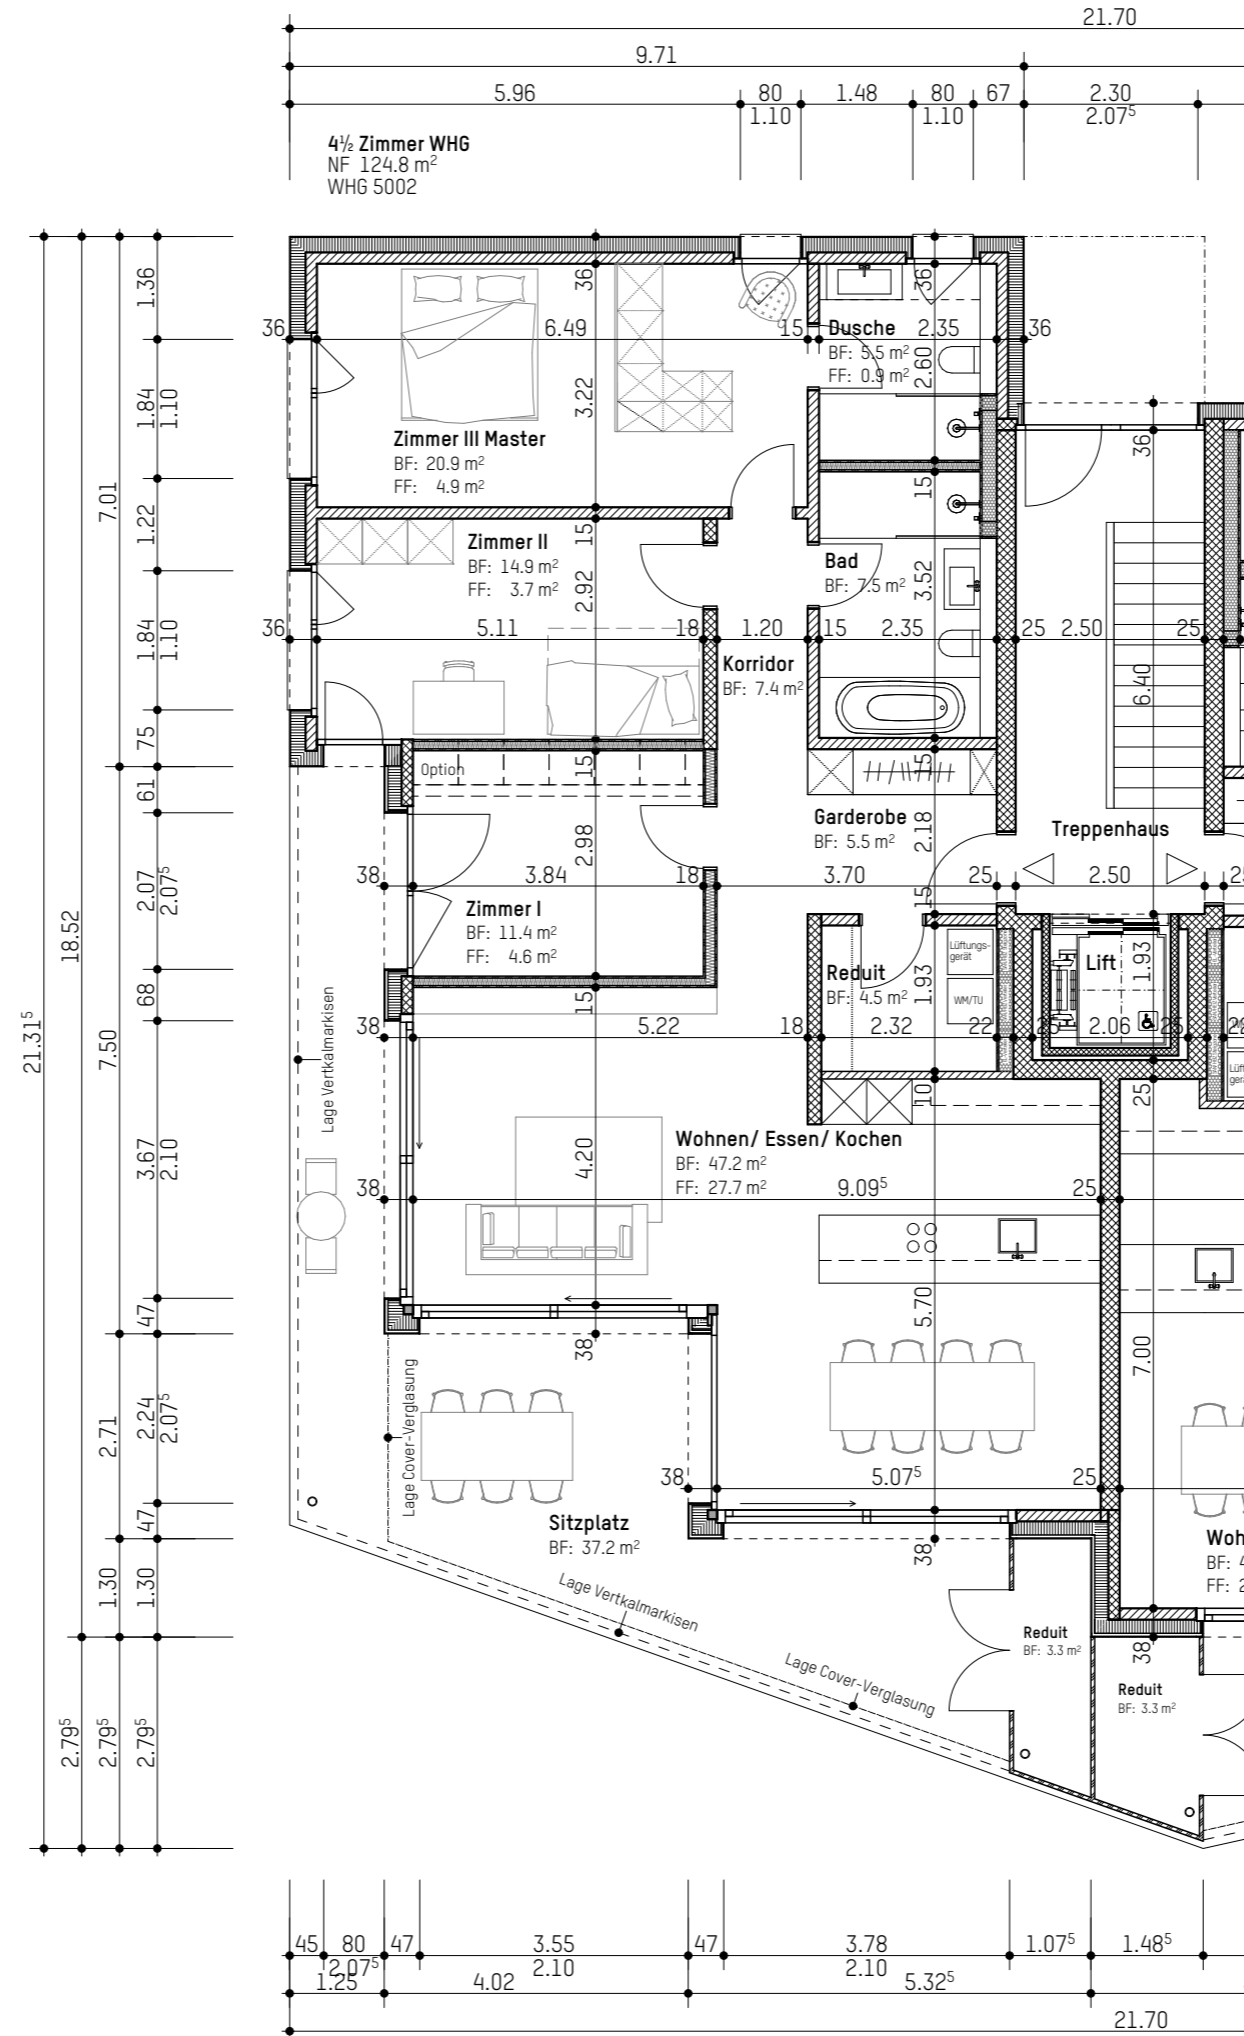 21.70
9.71
5.96 80 1.48 80 67 2.30
1.10 1.10 2.07⁵
4½ Zimmer WHG
NF 124.8 m²
WHG 5002
1.36
1.84
1.10
1.22
1.84
1.10
75
61
2.07
2.07⁵
68
3.67
2.10
47
2.24
2.07⁵
47
1.30
2.79⁵
7.01
7.50
2.71
1.30
2.79⁵
18.52
2.79⁵
21.31⁵
36 6.49 15 2.35 36
36
3.22
15
2.92
15
2.98
15
4.20
38
36
2.60
15
3.52
15
2.18
15
1.93
10
5.70
38
Dusche
BF: 5.5 m²
FF: 0.9 m²
Zimmer III Master
BF: 20.9 m²
FF: 4.9 m²
Zimmer II
BF: 14.9 m²
FF: 3.7 m²
Bad
BF: 7.5 m²
36 5.11 18 1.20 15 2.35 25 2.50 25
Korridor
BF: 7.4 m²
36
6.40
1.93
25
7.00
38
Option
Garderobe
BF: 5.5 m²
Treppenhaus
38 3.84 18 3.70 25 2.50 25
Zimmer I
BF: 11.4 m²
FF: 4.6 m²
Reduit
BF: 4.5 m²
Lüftungs-
gerät
WM/TU
Lift
38 5.22 18 2.32 22 25 2.06 25 22
Lage Vertkalmarkisen
Wohnen/ Essen/ Kochen
BF: 47.2 m²
FF: 27.7 m²
38 9.09⁵ 25
Lage Cover-Verglasung
38 5.07⁵ 25
Sitzplatz
BF: 37.2 m²
Woh
BF: 4
FF: 2
Lage Vertkalmarkisen
Lage Cover-Verglasung
Reduit
BF: 3.3 m²
Reduit
BF: 3.3 m²
45 80 47 3.55 47 3.78 1.07⁵ 1.48⁵
2.07⁵ 2.10 2.10
1.25 4.02 5.32⁵
21.70